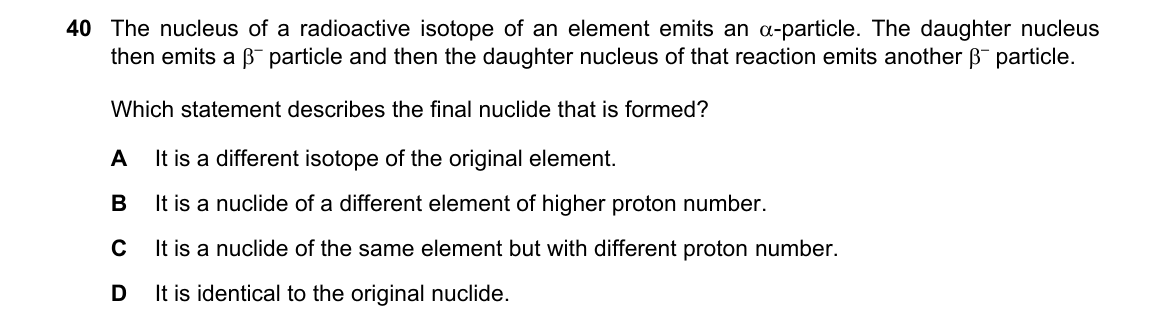 40 The nucleus of a radioactive isotope of an element emits an α-particle. The daughter nucleus
then emits a β⁻ particle and then the daughter nucleus of that reaction emits another β⁻ particle.
Which statement describes the final nuclide that is formed?
A It is a different isotope of the original element.
B It is a nuclide of a different element of higher proton number.
C It is a nuclide of the same element but with different proton number.
D It is identical to the original nuclide.